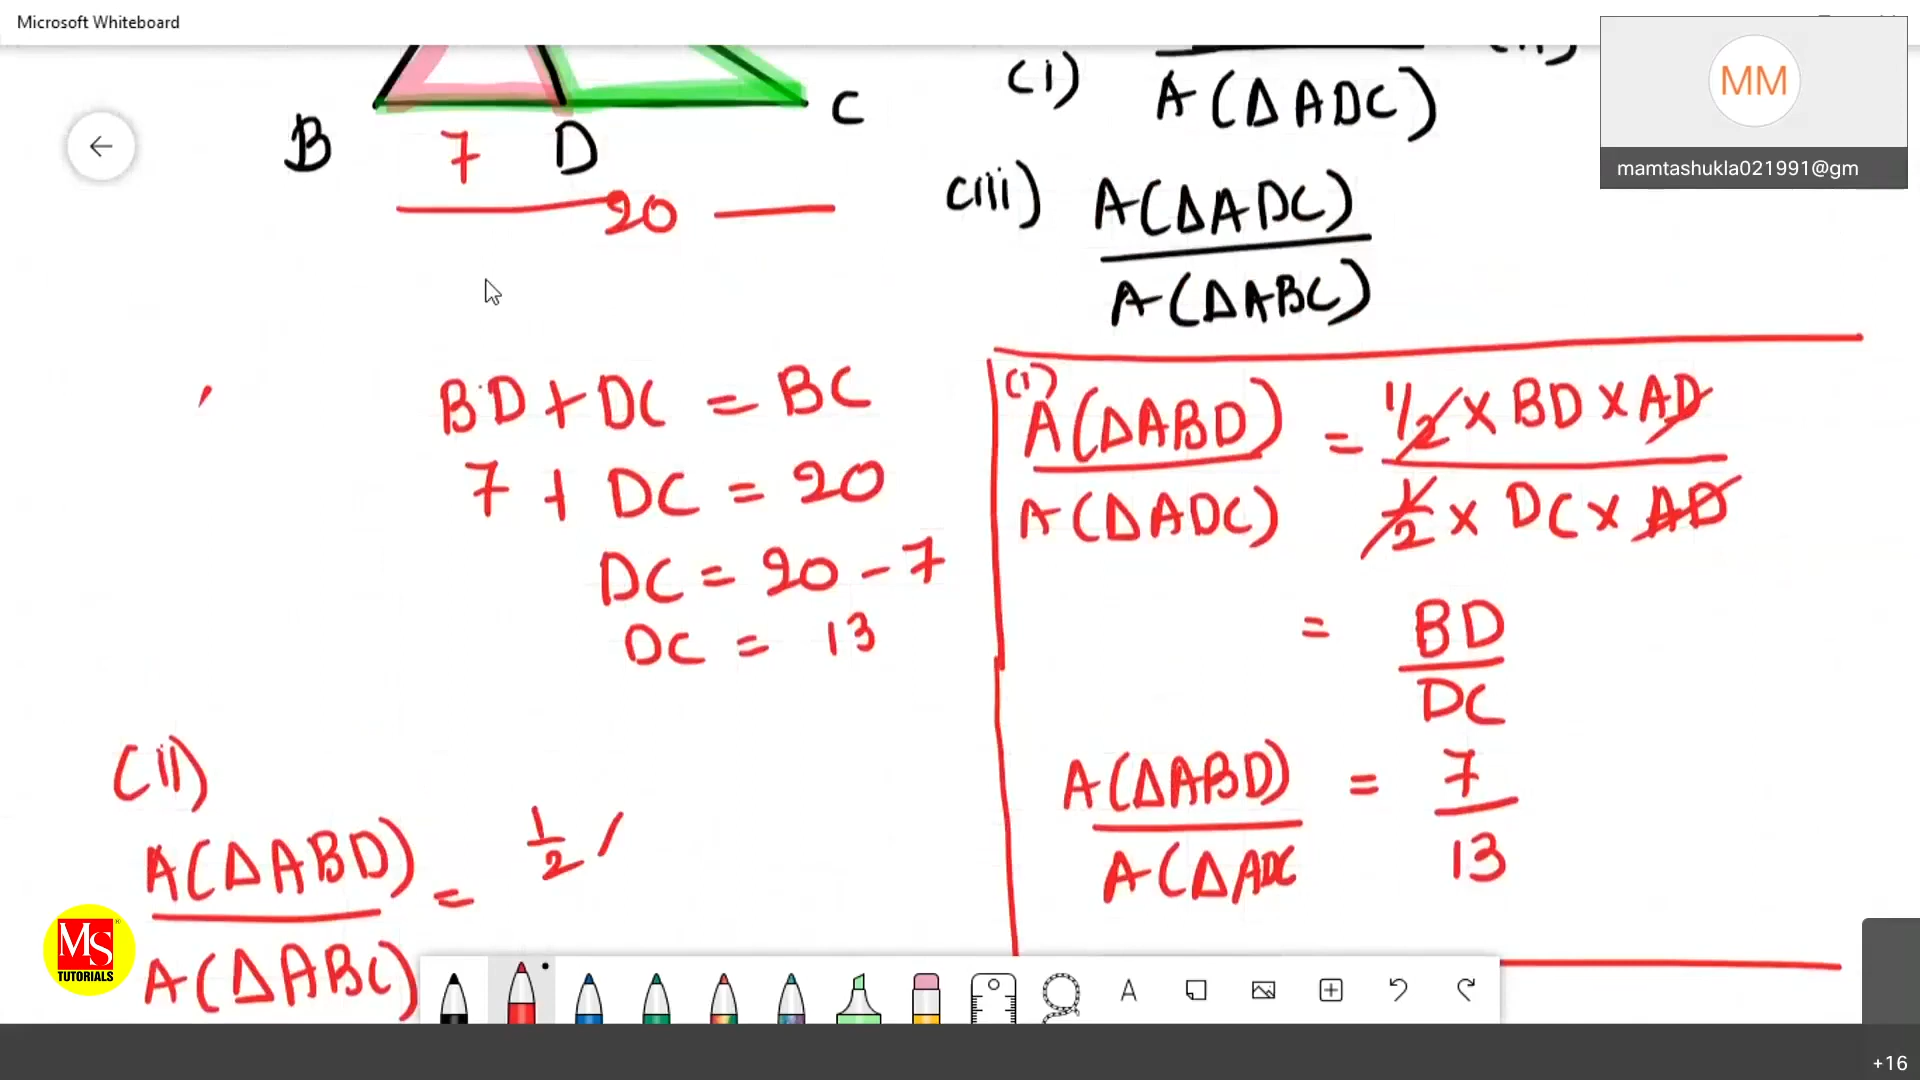 Microsoft Whiteboard
MM
mamtashukla021991@gm
B
7
D
C
20
(i)
A(ΔADC)
(iii) A(ΔADC)
A(ΔABC)
BD + DC = BC
7 + DC = 20
DC = 20 - 7
DC = 13
(i)
A(ΔABD) = 1/2 × BD × AD
A(ΔADC) 1/2 × DC × AD
= BD
DC
A(ΔABD) = 7
A(ΔADC 13
(ii)
A(ΔABD) = 1/2
A(ΔABC)
MS
TUTORIALS
+16